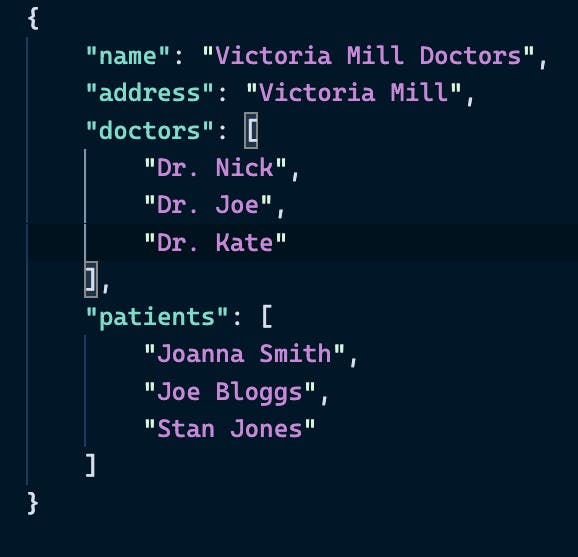 {
    "name": "Victoria Mill Doctors",
    "address": "Victoria Mill",
    "doctors": [
        "Dr. Nick",
        "Dr. Joe",
        "Dr. Kate"
    ],
    "patients": [
        "Joanna Smith",
        "Joe Bloggs",
        "Stan Jones"
    ]
}